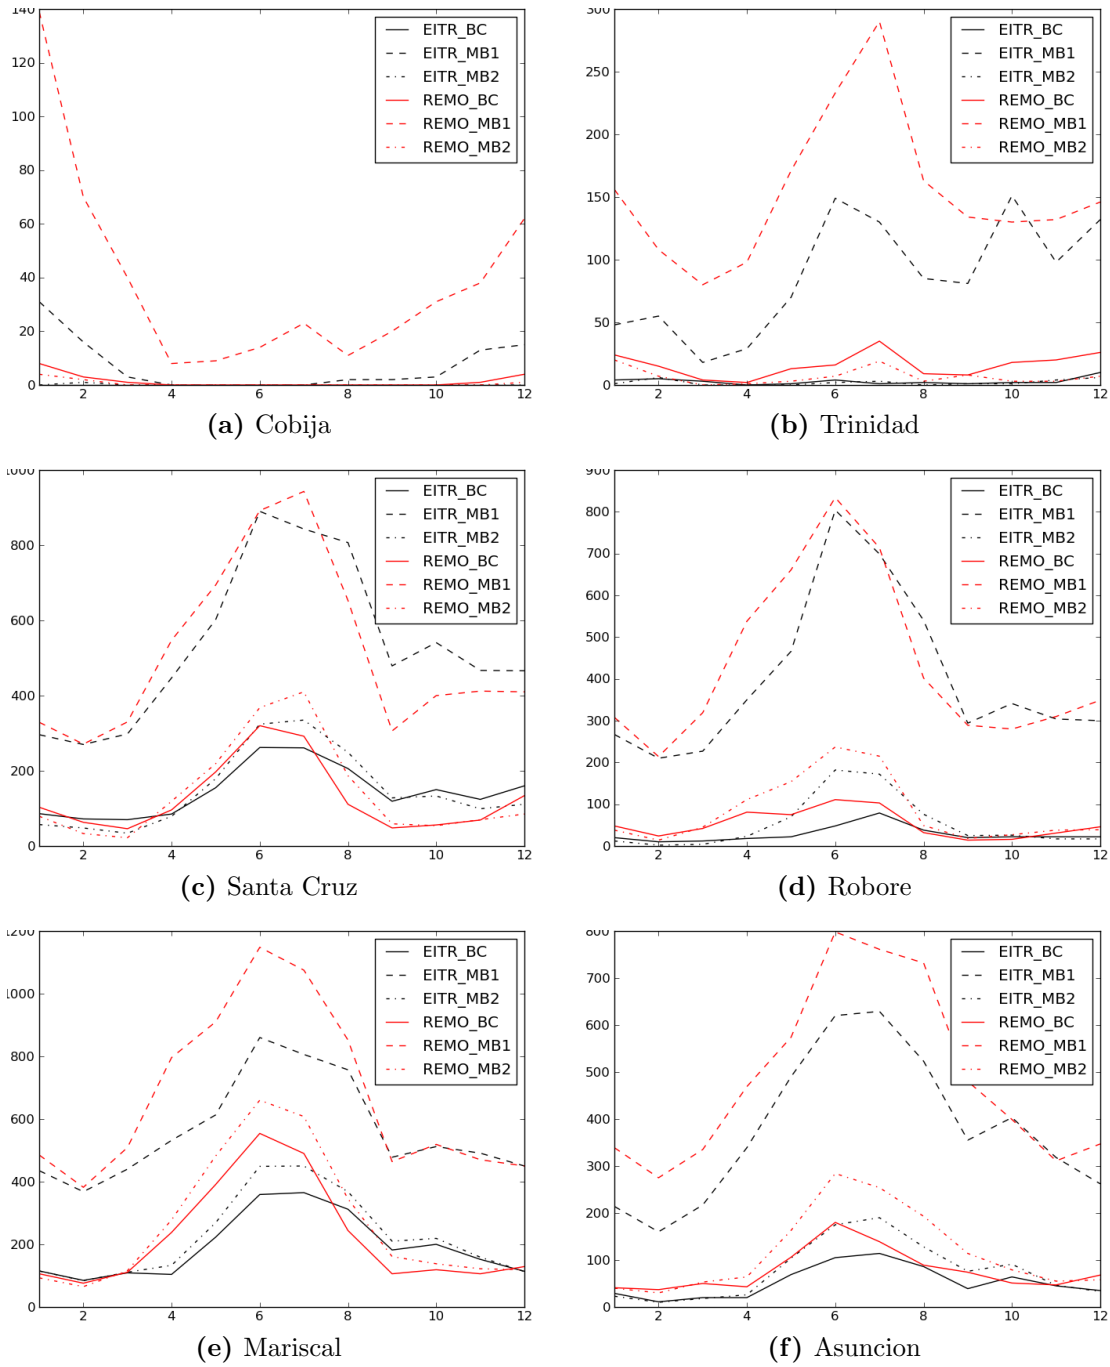 140
120
100
80
60
40
20
0
2 4 6 8 10 12
EITR_BC
EITR_MB1
EITR_MB2
REMO_BC
REMO_MB1
REMO_MB2
(a) Cobija
300
250
200
150
100
50
0
2 4 6 8 10 12
EITR_BC
EITR_MB1
EITR_MB2
REMO_BC
REMO_MB1
REMO_MB2
(b) Trinidad
1000
800
600
400
200
0
2 4 6 8 10 12
EITR_BC
EITR_MB1
EITR_MB2
REMO_BC
REMO_MB1
REMO_MB2
(c) Santa Cruz
900
800
700
600
500
400
300
200
100
0
2 4 6 8 10 12
EITR_BC
EITR_MB1
EITR_MB2
REMO_BC
REMO_MB1
REMO_MB2
(d) Robore
1200
1000
800
600
400
200
0
2 4 6 8 10 12
EITR_BC
EITR_MB1
EITR_MB2
REMO_BC
REMO_MB1
REMO_MB2
(e) Mariscal
800
700
600
500
400
300
200
100
0
2 4 6 8 10 12
EITR_BC
EITR_MB1
EITR_MB2
REMO_BC
REMO_MB1
REMO_MB2
(f) Asuncion